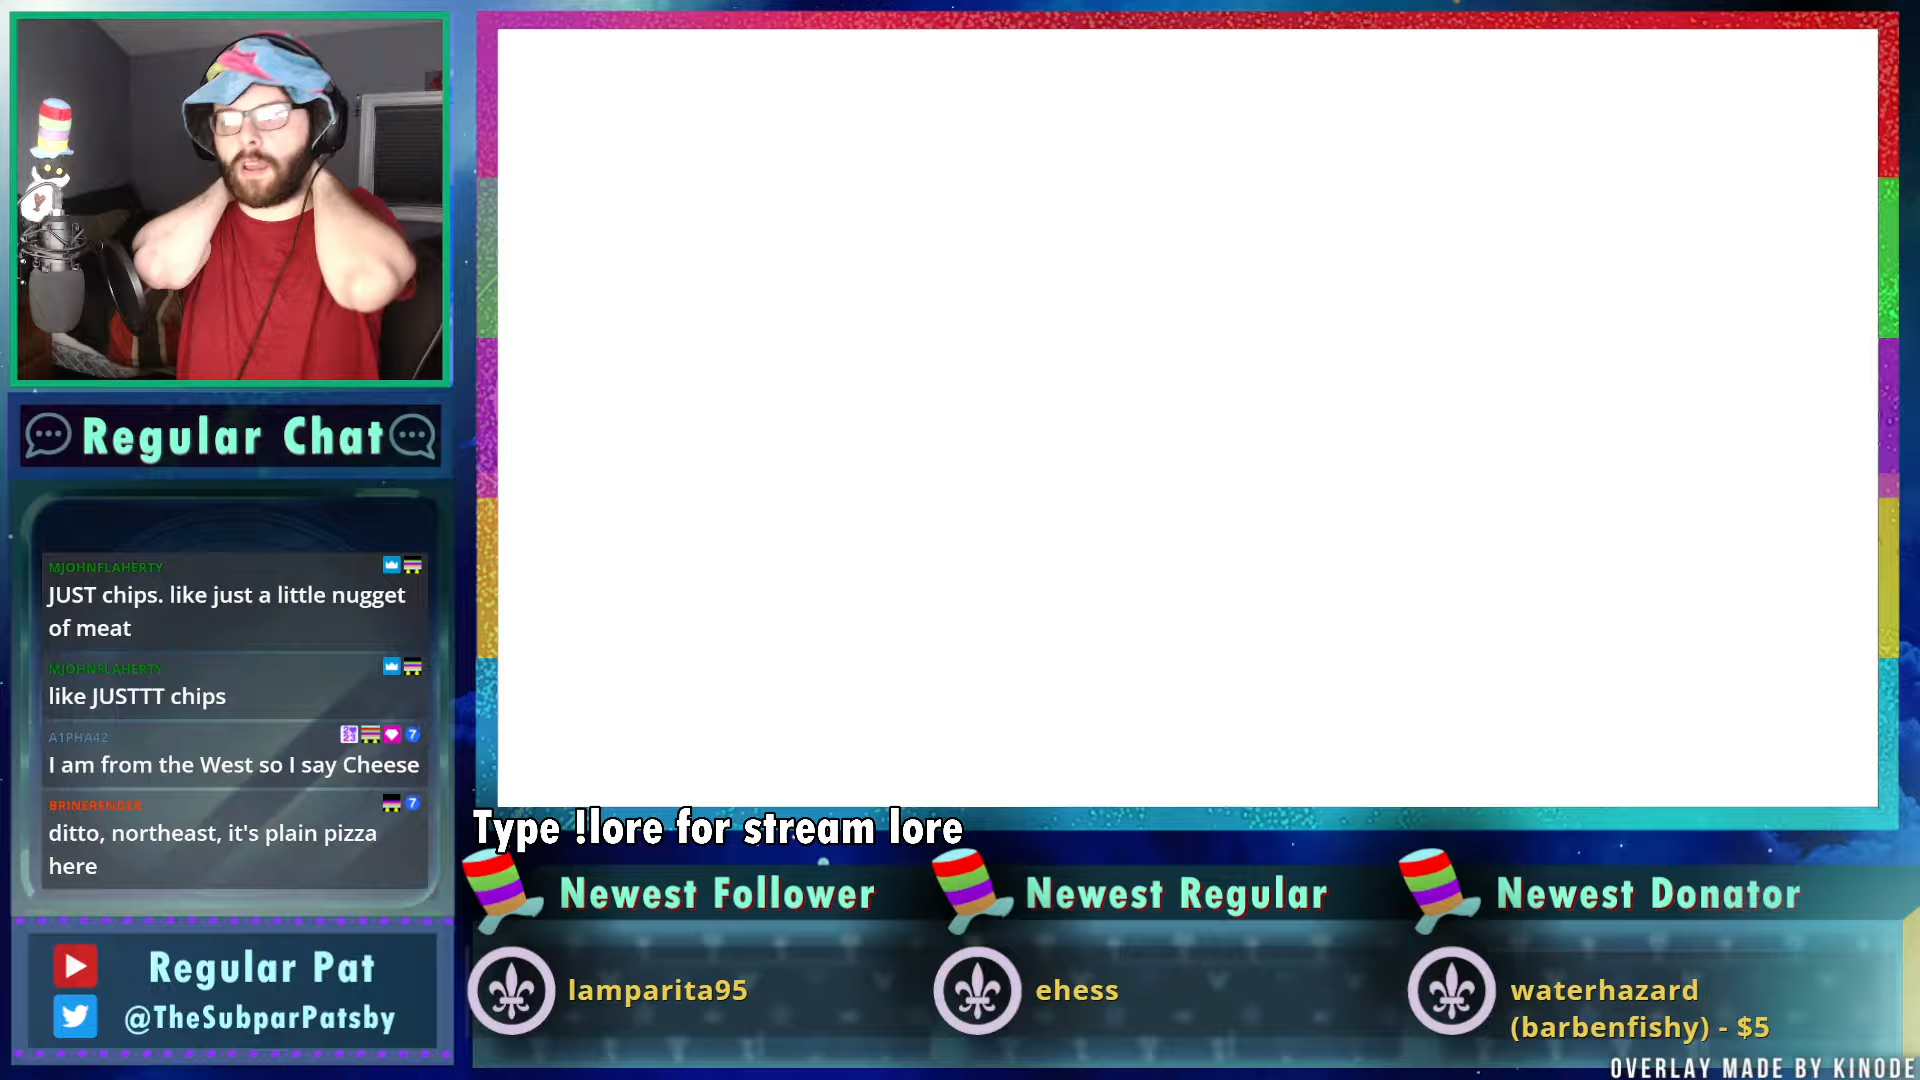 Regular Chat
MJOHNFLAHERTY
JUST chips. like just a little nugget
of meat
MJOHNFLAHERTY
like JUSTTT chips
A1PHA42
I am from the West so I say Cheese
BRINERENDER
ditto, northeast, it's plain pizza
here
Regular Pat
@TheSubparPatsby
Type !lore for stream lore
Newest Follower
lamparita95
Newest Regular
ehess
Newest Donator
waterhazard
(barbenfishy) - $5
OVERLAY MADE BY KINODE